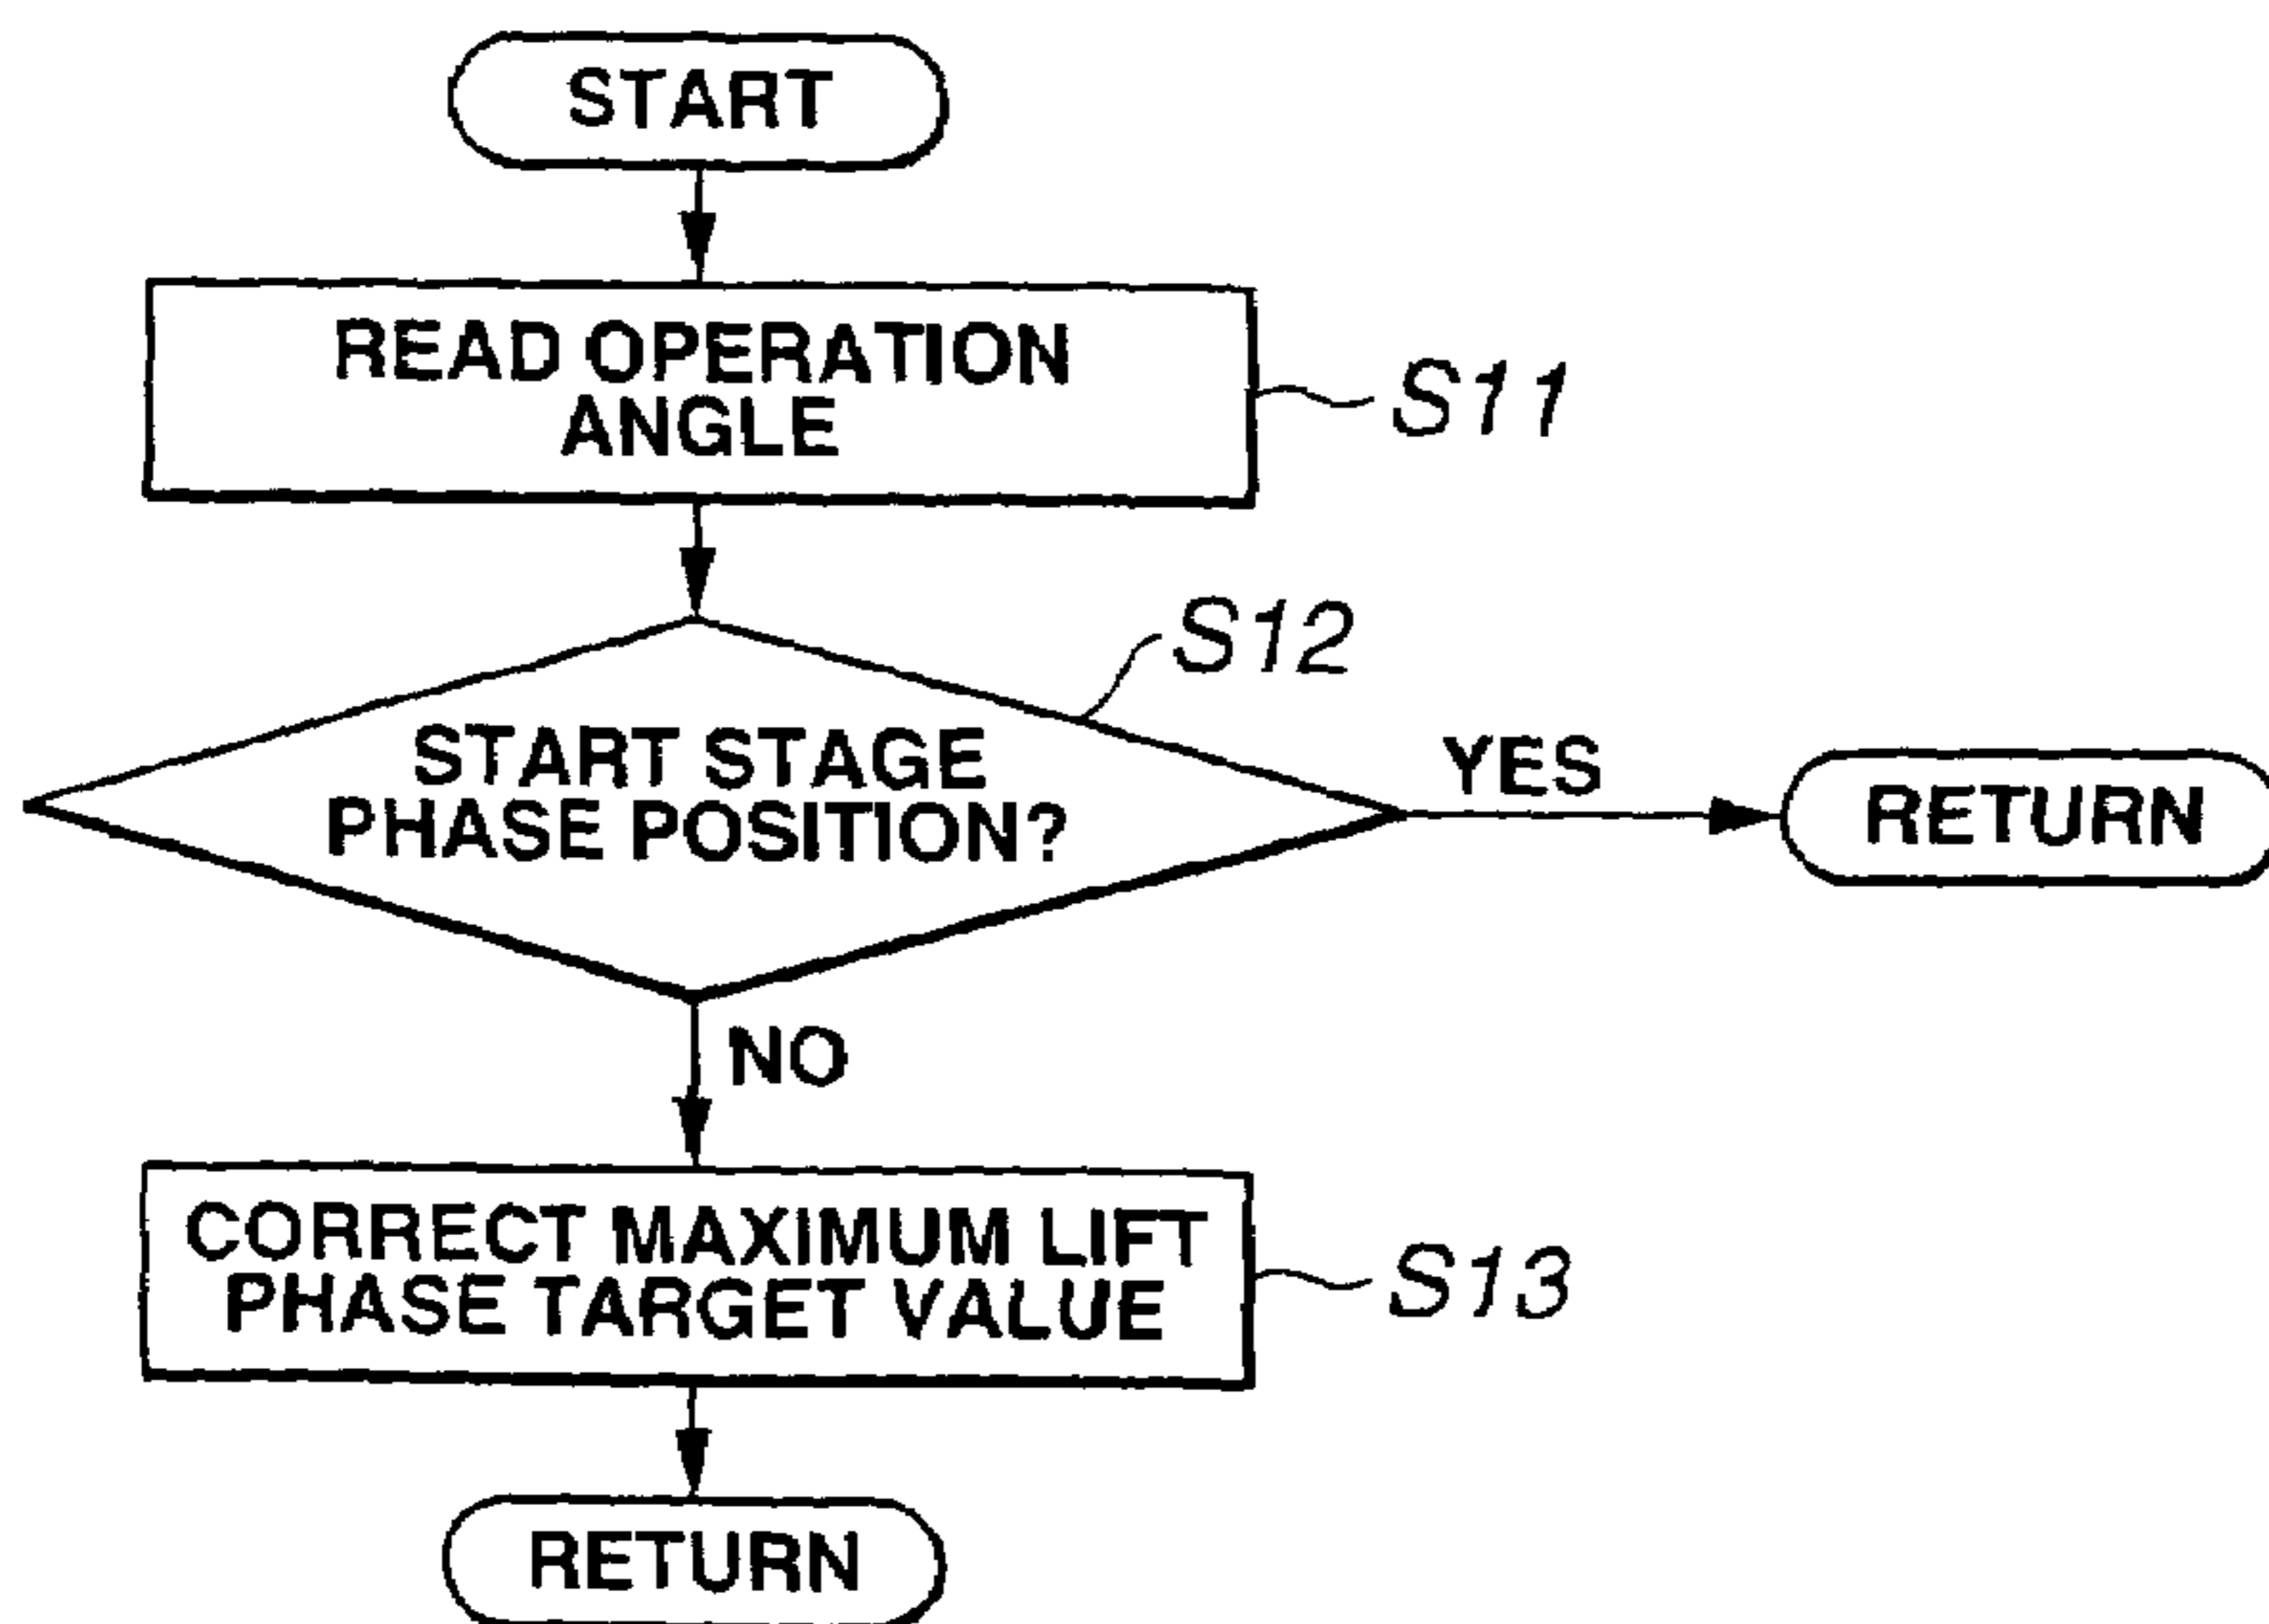 START
READ OPERATION
ANGLE
S11
S12
START STAGE
PHASE POSITION?
YES
RETURN
NO
CORRECT MAXIMUM LIFT
PHASE TARGET VALUE
S13
RETURN